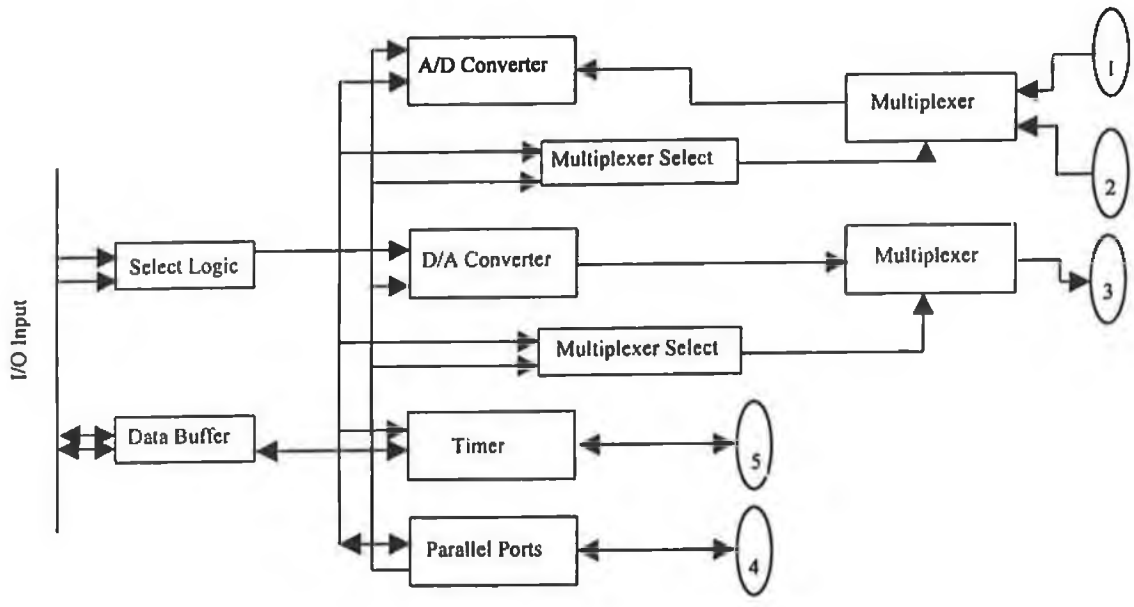 A/D Converter
Multiplexer
1
Multiplexer Select
2
I/O Input
Select Logic
D/A Converter
Multiplexer
3
Multiplexer Select
Data Buffer
Timer
5
Parallel Ports
4